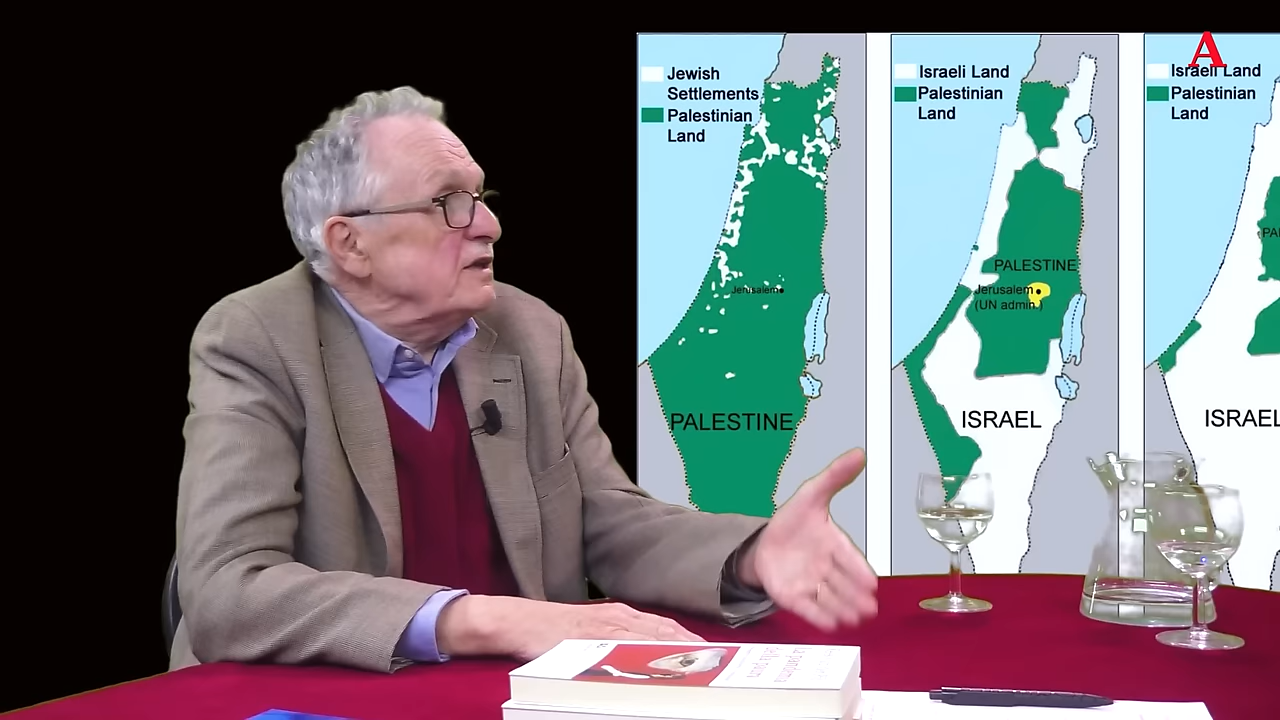 Jewish
Settlements
Palestinian
Land
Jerusalem
PALESTINE
Israeli Land
Palestinian
Land
PALESTINE
Jerusalem
(UN admin.)
ISRAEL
A
Israeli Land
Palestinian
Land
PA
ISRAEL